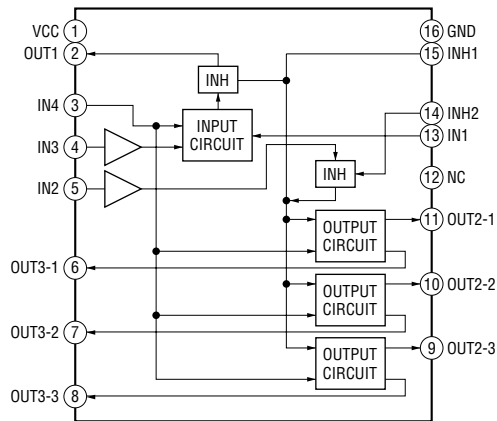 VCC 1
OUT1 2
IN4 3
IN3 4
IN2 5
OUT3-1 6
OUT3-2 7
OUT3-3 8
INH
INPUT
CIRCUIT
INH
OUTPUT
CIRCUIT
OUTPUT
CIRCUIT
OUTPUT
CIRCUIT
16 GND
15 INH1
14 INH2
13 IN1
12 NC
11 OUT2-1
10 OUT2-2
9 OUT2-3